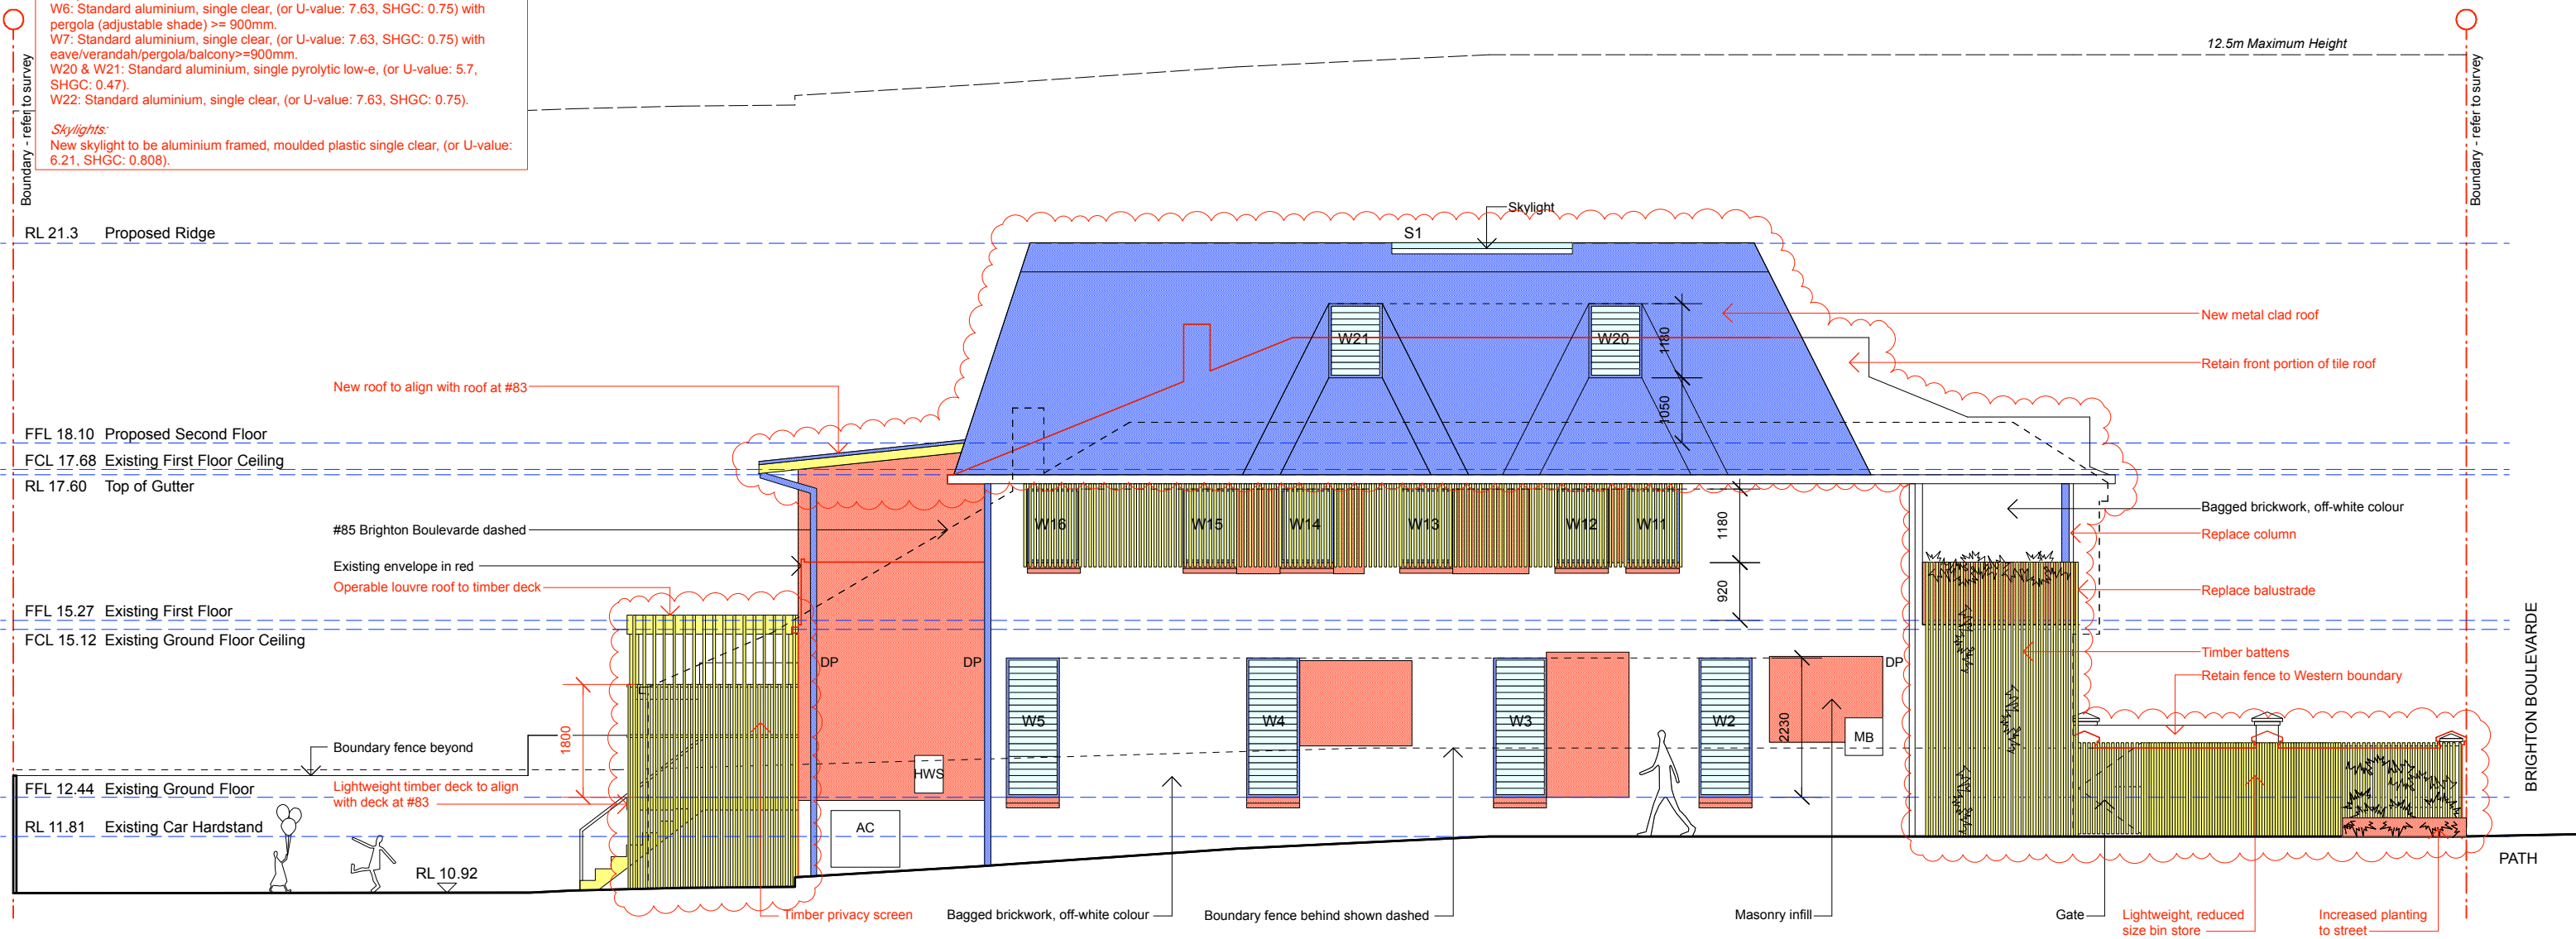 W6: Standard aluminium, single clear, (or U-value: 7.63, SHGC: 0.75) with
pergola (adjustable shade) >= 900mm.
W7: Standard aluminium, single clear, (or U-value: 7.63, SHGC: 0.75) with
eave/verandah/pergola/balcony>=900mm.
W20 & W21: Standard aluminium, single pyrolytic low-e, (or U-value: 5.7,
SHGC: 0.47).
W22: Standard aluminium, single clear, (or U-value: 7.63, SHGC: 0.75).
Skylights:
New skylight to be aluminium framed, moulded plastic single clear, (or U-value:
6.21, SHGC: 0.808).
Boundary - refer to survey
12.5m Maximum Height
Boundary - refer to survey
Skylight
S1
RL 21.3 Proposed Ridge
New metal clad roof
W21
W20
1180
Retain front portion of tile roof
New roof to align with roof at #83
1050
FFL 18.10 Proposed Second Floor
FCL 17.68 Existing First Floor Ceiling
RL 17.60 Top of Gutter
Bagged brickwork, off-white colour
#85 Brighton Boulevarde dashed
W16
W15
W14
W13
W12
W11
1180
Replace column
Existing envelope in red
Operable louvre roof to timber deck
Replace balustrade
920
FFL 15.27 Existing First Floor
FCL 15.12 Existing Ground Floor Ceiling
BRIGHTON BOULEVARDE
DP
DP
DP
Timber battens
Retain fence to Western boundary
W5
W4
W3
W2
2230
MB
1800
Boundary fence beyond
HWS
FFL 12.44 Existing Ground Floor
Lightweight timber deck to align
with deck at #83
RL 11.81 Existing Car Hardstand
AC
RL 10.92
PATH
Timber privacy screen
Bagged brickwork, off-white colour
Boundary fence behind shown dashed
Masonry infill
Gate
Lightweight, reduced
size bin store
Increased planting
to street